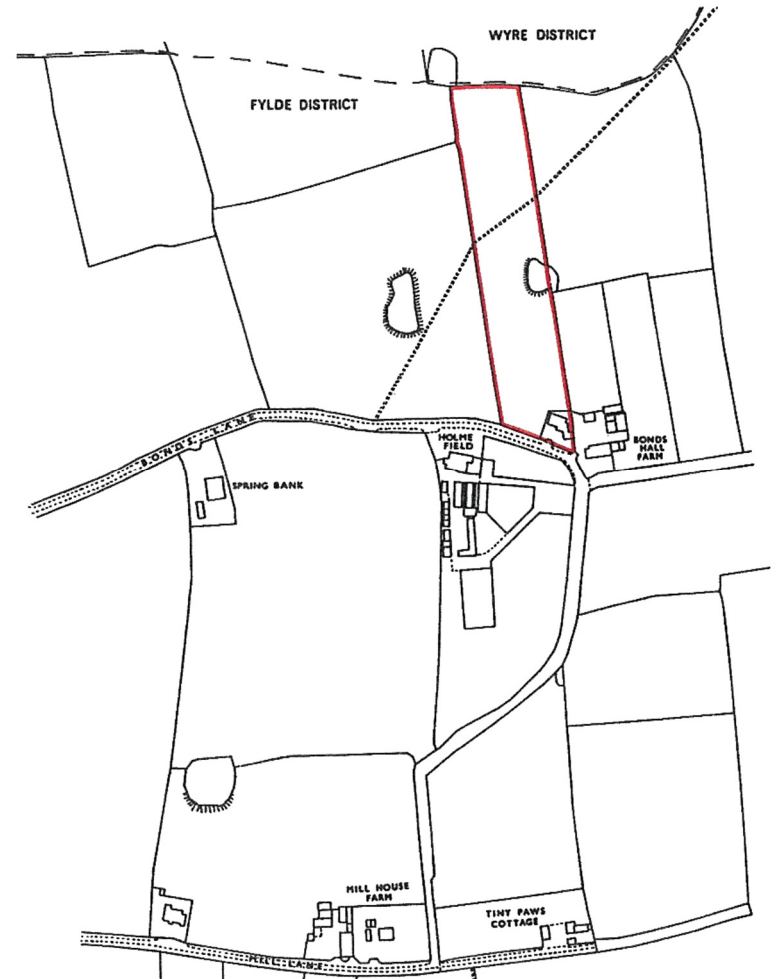 WYRE DISTRICT
FYLDE DISTRICT
BONDS LANE
HOLME
FIELD
BONDS
HALL
FARM
SPRING BANK
MILL HOUSE
FARM
TINY PAWS
COTTAGE
MILL LANE